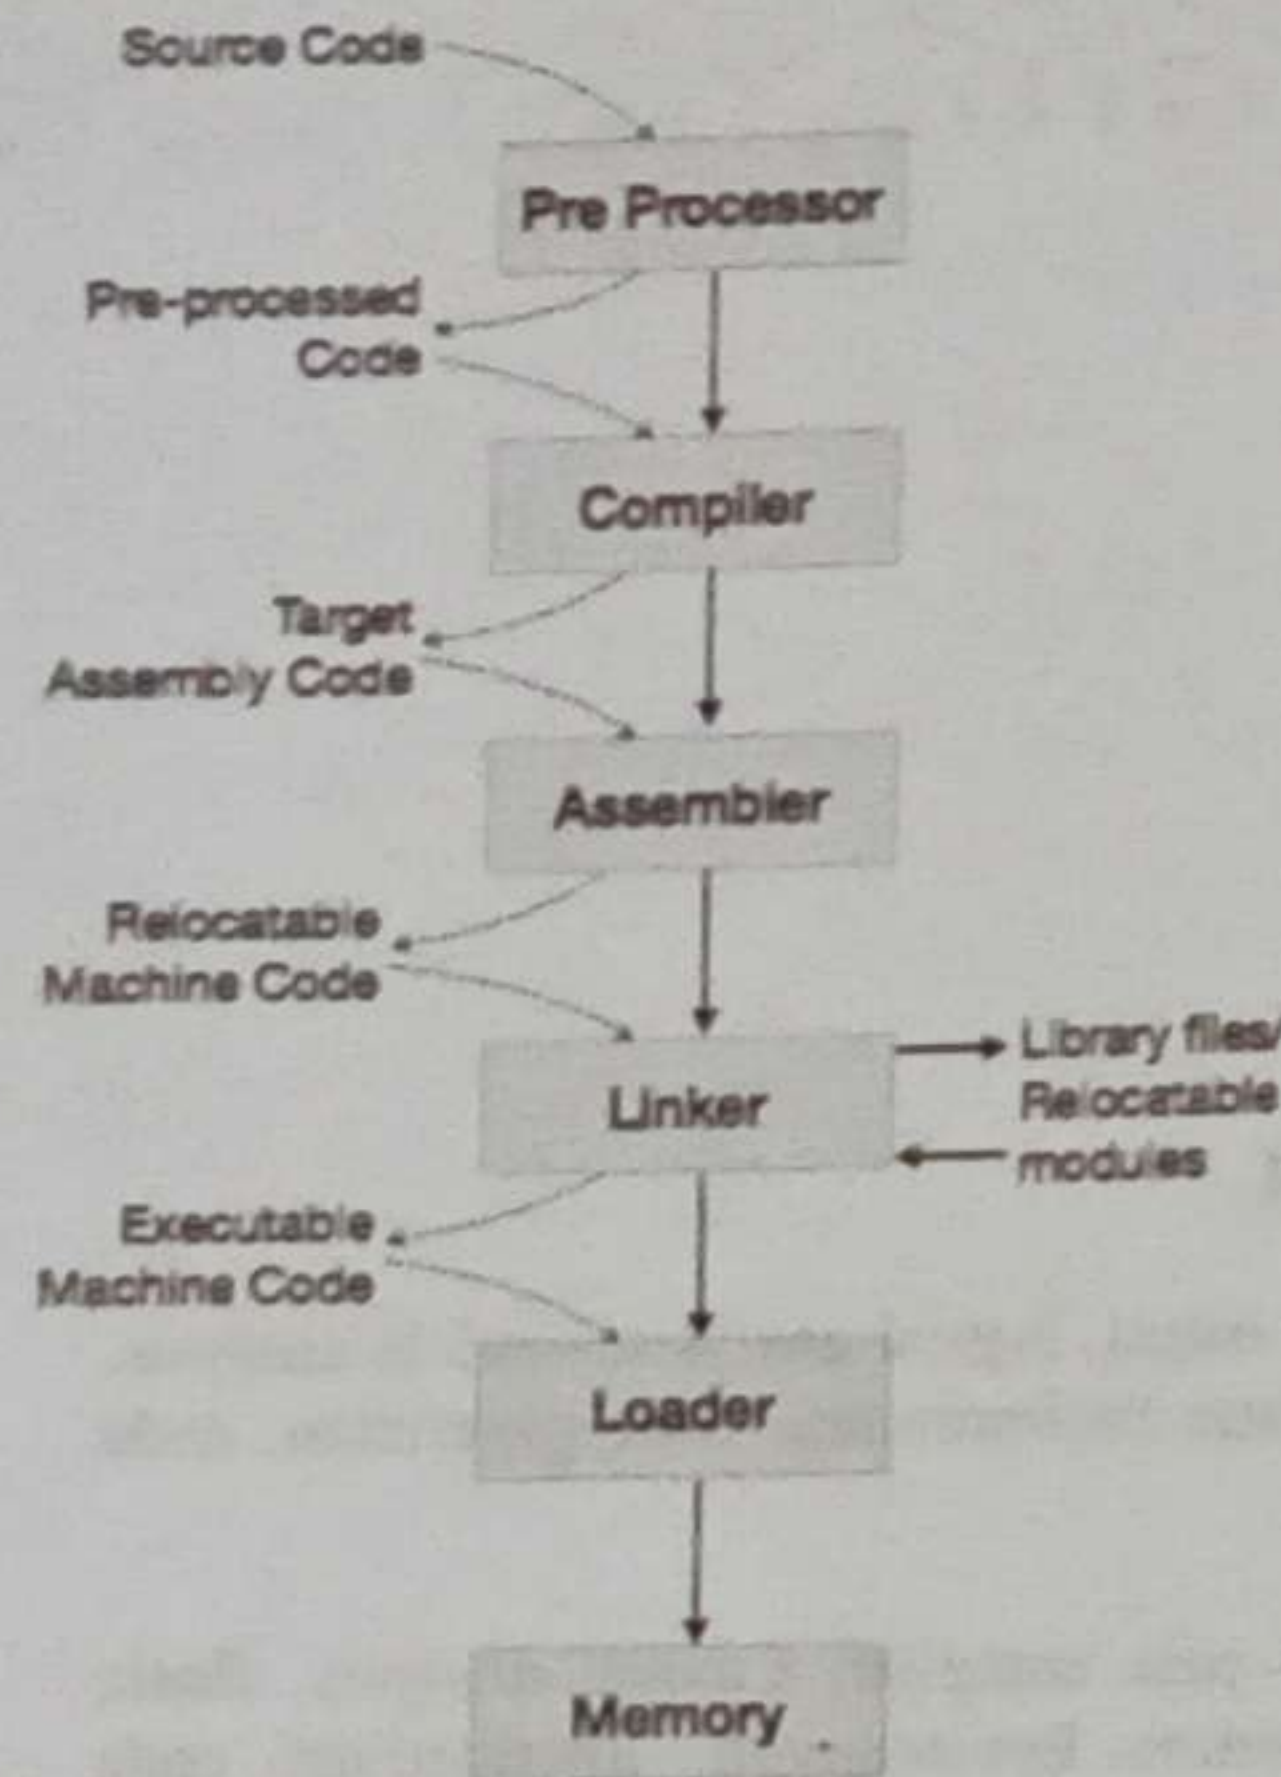 Source Code
Pre Processor
Pre-processed
Code
Compiler
Target
Assembly Code
Assembler
Relocatable
Machine Code
Linker
Library files/
Relocatable
modules
Executable
Machine Code
Loader
Memory